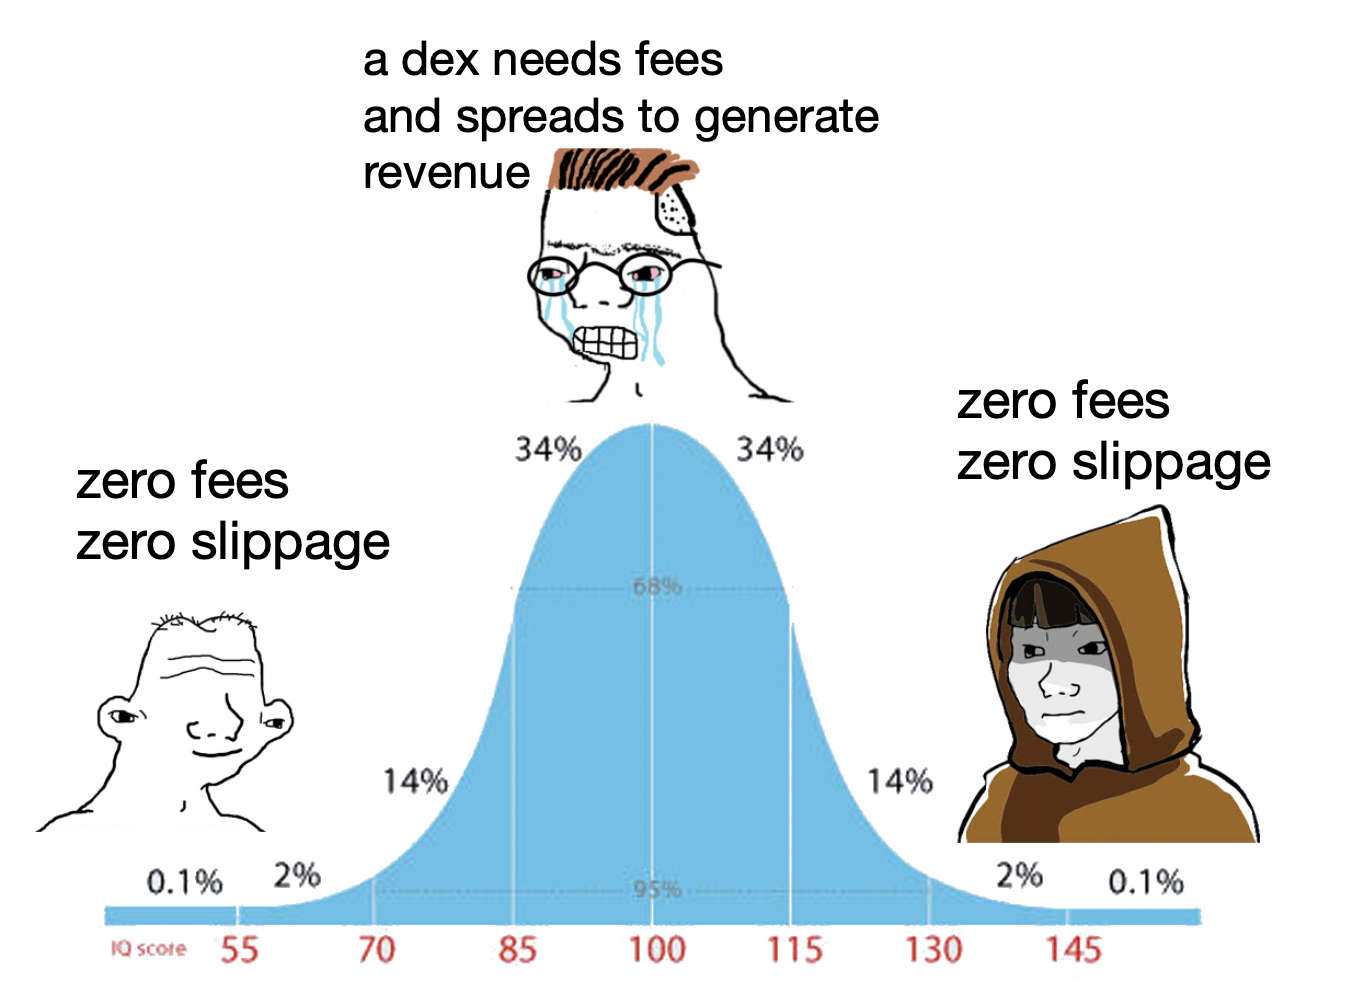 a dex needs fees
and spreads to generate
revenue
zero fees
zero slippage
zero fees
zero slippage
34% 34%
68%
14% 14%
0.1% 2% 95% 2% 0.1%
IQ score 55 70 85 100 115 130 145